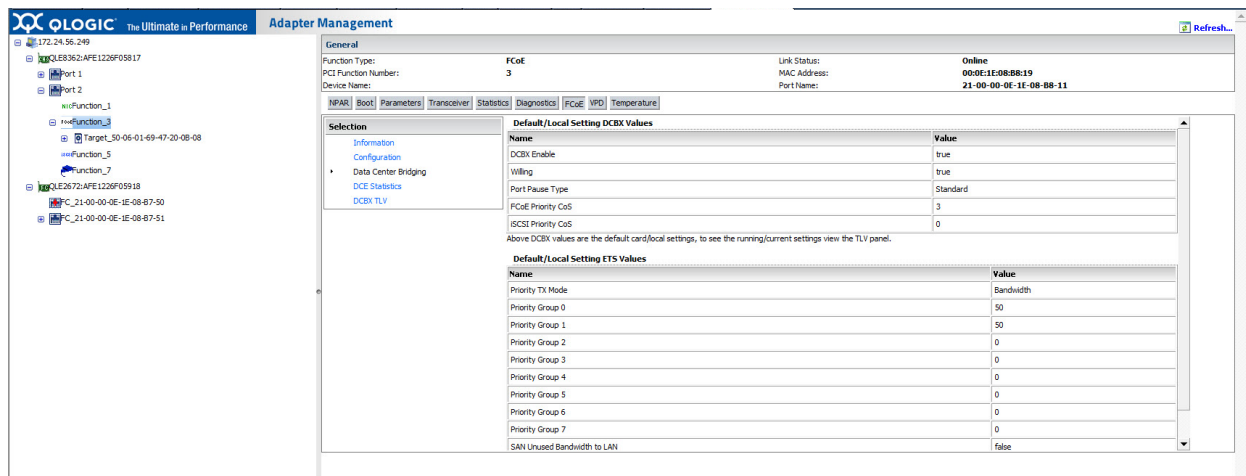 QLOGIC The Ultimate in Performance Adapter Management
Refresh...
172.24.56.249
QLE8362:AFE1226F05817
Port 1
Port 2
NIC Function_1
FCoE Function_3
Target_50-06-01-69-47-20-0B-08
Function_5
Function_7
QLE2672:AFE1226F05918
FC_21-00-00-0E-1E-08-B7-50
FC_21-00-00-0E-1E-08-B7-51
General
Function Type: FCoE Link Status: Online
PCI Function Number: 3 MAC Address: 00:0E:1E:08:B8:19
Device Name: Port Name: 21-00-00-0E-1E-08-B8-11
NPAR Boot Parameters Transceiver Statistics Diagnostics FCoE VPD Temperature
Selection
Information
Configuration
Data Center Bridging
DCE Statistics
DCBX TLV
Default/Local Setting DCBX Values
Name Value
DCBX Enable true
Willing true
Port Pause Type Standard
FCoE Priority CoS 3
iSCSI Priority CoS 0
Above DCBX values are the default card/local settings, to see the running/current settings view the TLV panel.
Default/Local Setting ETS Values
Name Value
Priority TX Mode Bandwidth
Priority Group 0 50
Priority Group 1 50
Priority Group 2 0
Priority Group 3 0
Priority Group 4 0
Priority Group 5 0
Priority Group 6 0
Priority Group 7 0
SAN Unused Bandwidth to LAN false